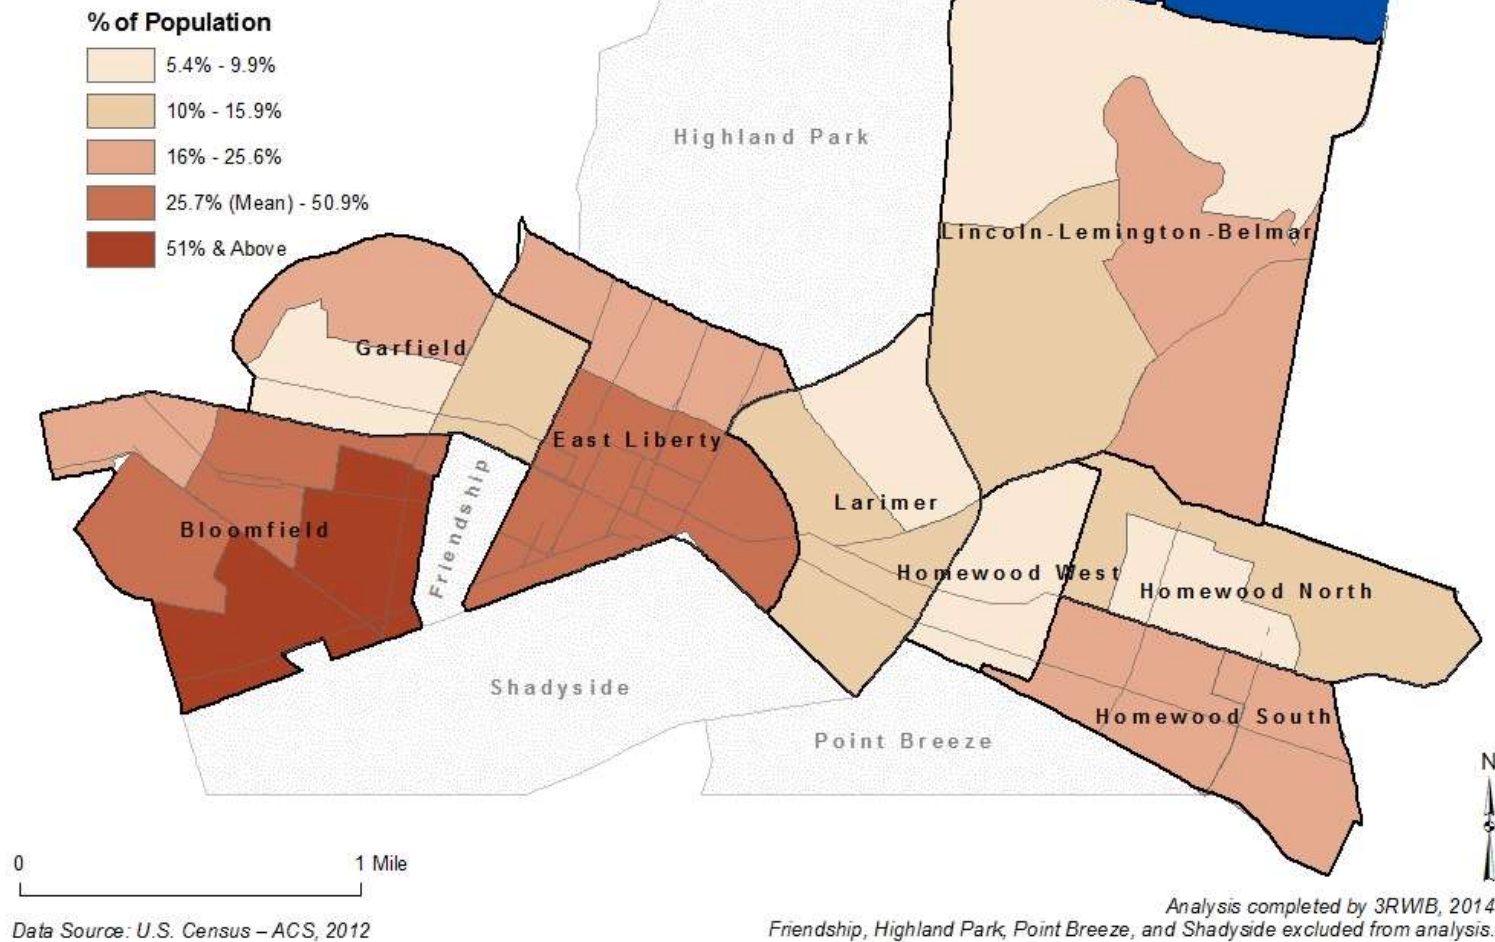 % of Population
5.4% - 9.9%
10% - 15.9%
16% - 25.6%
25.7% (Mean) - 50.9%
51% & Above
Highland Park
Lincoln-Lemington-Belmar
Garfield
East Liberty
Larimer
Bloomfield
Friendship
Homewood West
Homewood North
Shadyside
Homewood South
Point Breeze
N
0 1 Mile
Data Source: U.S. Census – ACS, 2012
Analysis completed by 3RWIB, 2014
Friendship, Highland Park, Point Breeze, and Shadyside excluded from analysis.